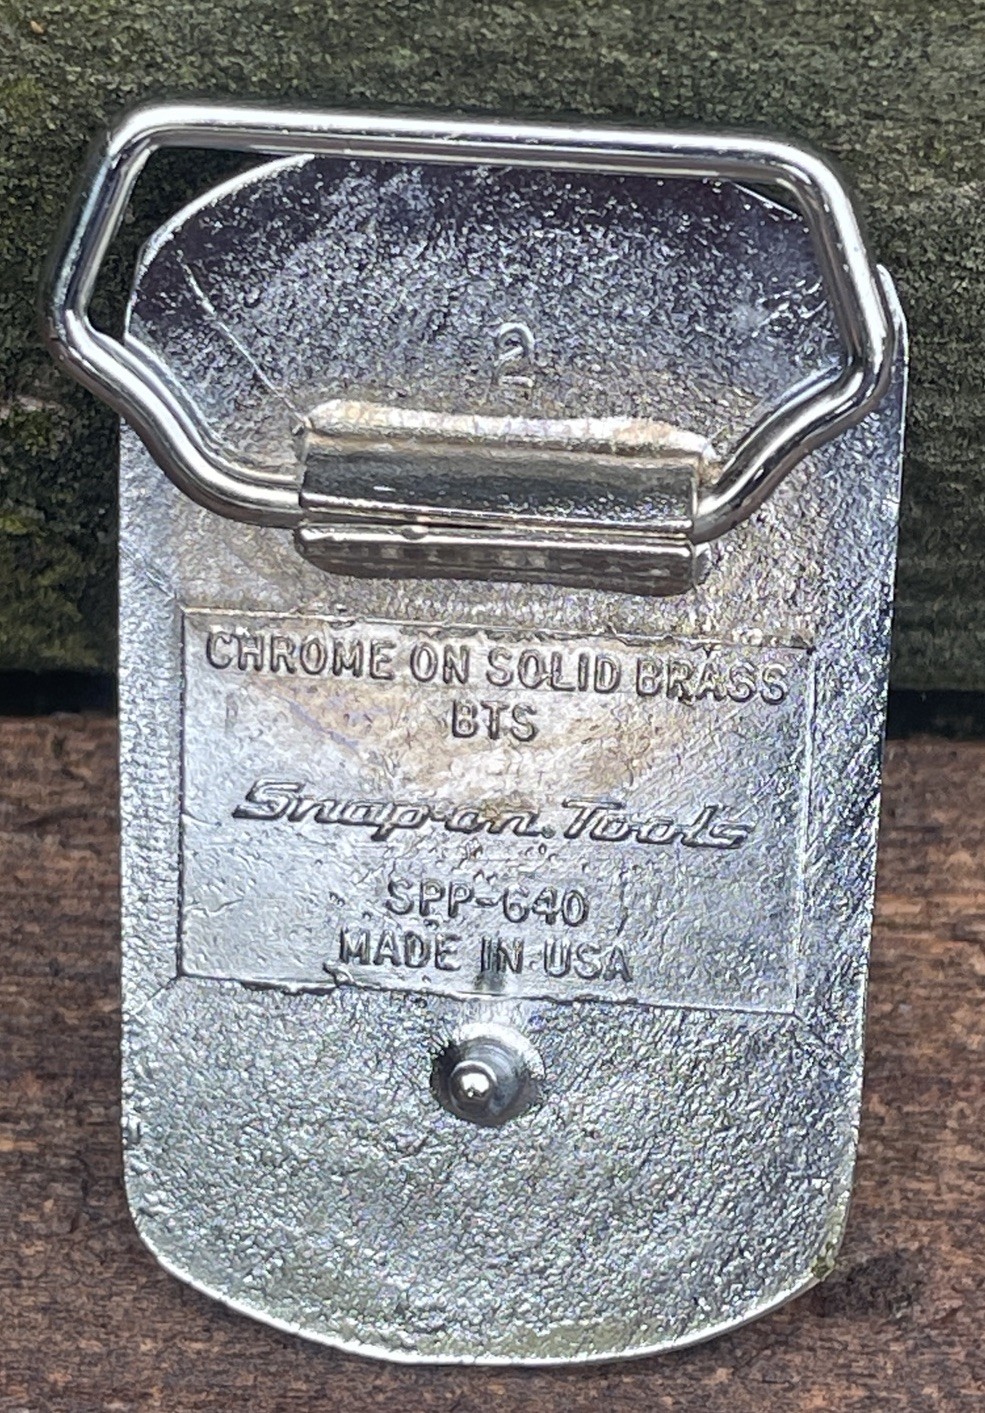 2
CHROME ON SOLID BRASS
BTS
Snap-on Tools
SPP-640
MADE IN USA